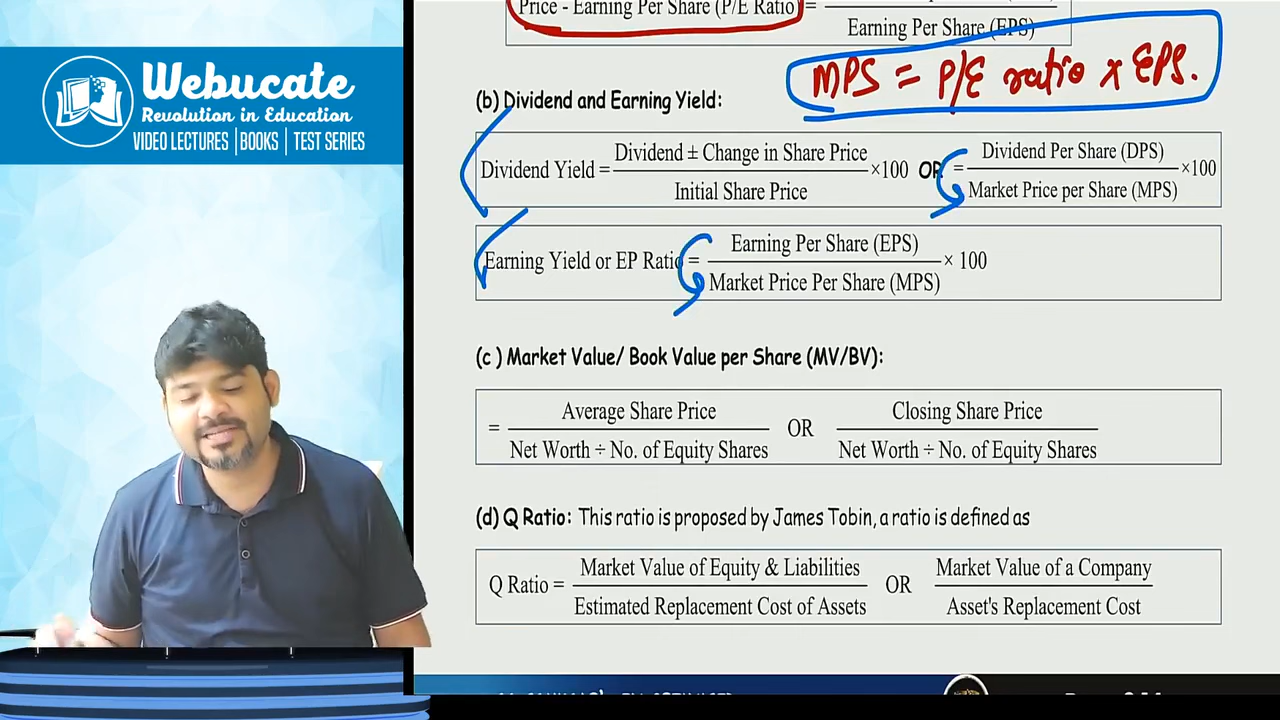 Webucate
Revolution in Education
VIDEO LECTURES | BOOKS | TEST SERIES
Price - Earning Per Share (P/E Ratio) =
Earning Per Share (EPS)
MPS = P/E ratio x EPS.
(b) Dividend and Earning Yield:
Dividend Yield = Dividend ± Change in Share Price / Initial Share Price ×100 OR = Dividend Per Share (DPS) / Market Price per Share (MPS) ×100
Earning Yield or EP Ratio = Earning Per Share (EPS) / Market Price Per Share (MPS) × 100
(c ) Market Value/ Book Value per Share (MV/BV):
= Average Share Price / Net Worth ÷ No. of Equity Shares OR Closing Share Price / Net Worth ÷ No. of Equity Shares
(d) Q Ratio: This ratio is proposed by James Tobin, a ratio is defined as
Q Ratio = Market Value of Equity & Liabilities / Estimated Replacement Cost of Assets OR Market Value of a Company / Asset's Replacement Cost